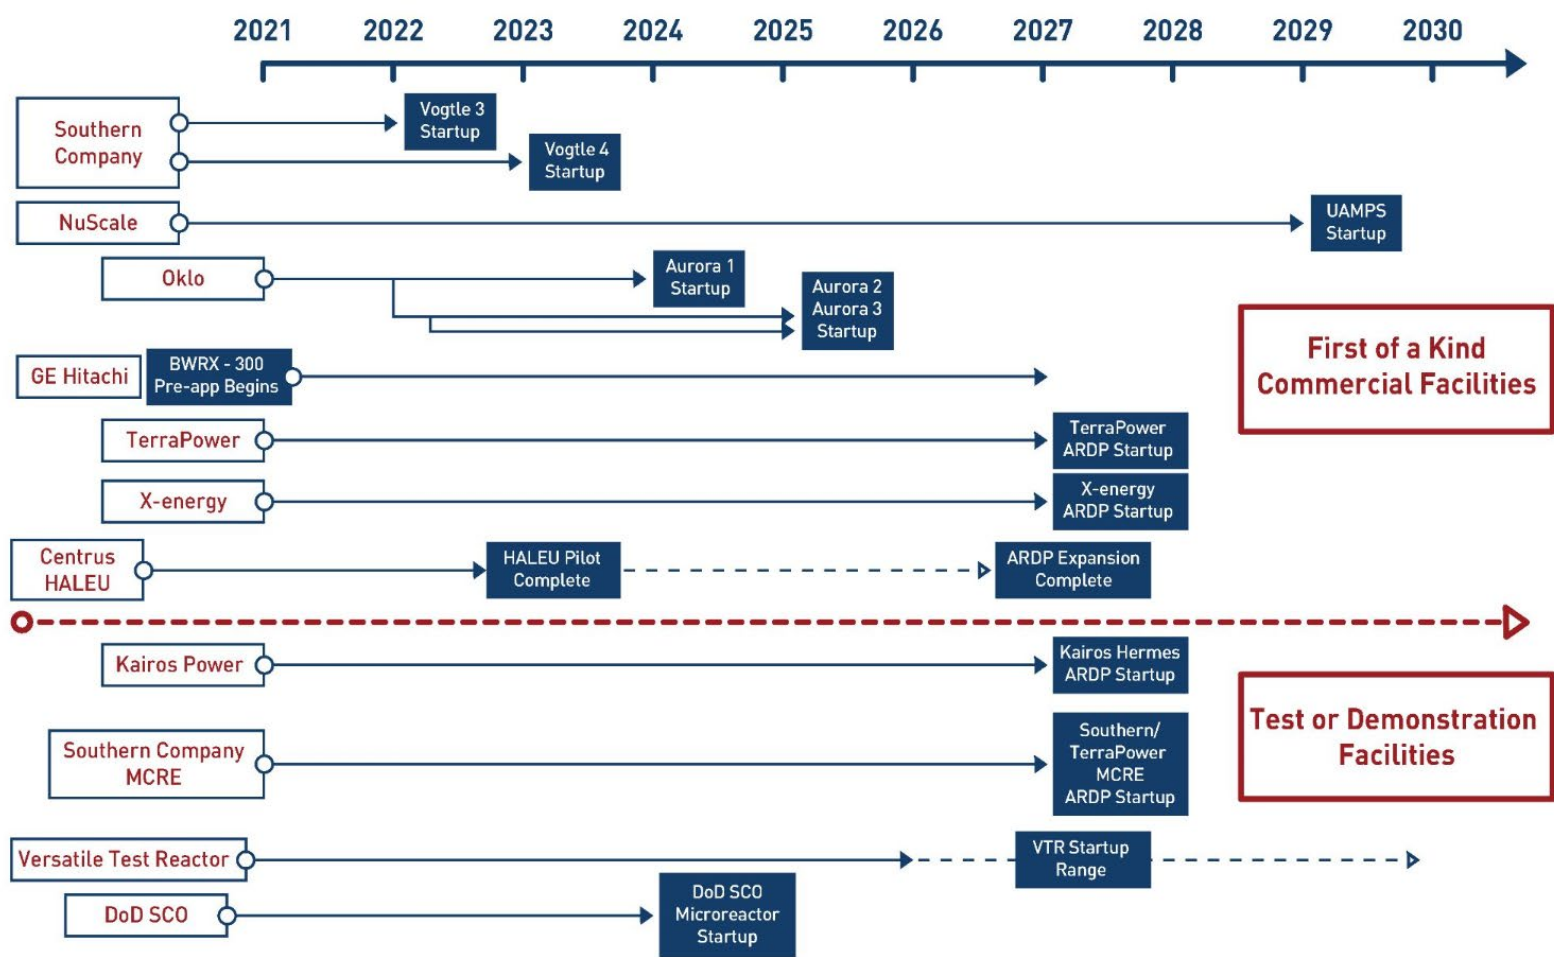 2021 2022 2023 2024 2025 2026 2027 2028 2029 2030
Southern
Company
Vogtle 3
Startup
Vogtle 4
Startup
NuScale
UAMPS
Startup
Oklo
Aurora 1
Startup
Aurora 2
Aurora 3
Startup
First of a Kind
Commercial Facilities
GE Hitachi
BWRX - 300
Pre-app Begins
TerraPower
TerraPower
ARDP Startup
X-energy
X-energy
ARDP Startup
Centrus
HALEU
HALEU Pilot
Complete
ARDP Expansion
Complete
Kairos Power
Kairos Hermes
ARDP Startup
Test or Demonstration
Facilities
Southern Company
MCRE
Southern/
TerraPower
MCRE
ARDP Startup
Versatile Test Reactor
VTR Startup
Range
DoD SCO
DoD SCO
Microreactor
Startup